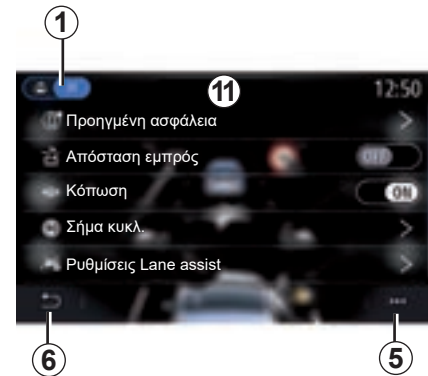 1
11
12:50
Προηγμένη ασφάλεια
Απόσταση εμπρός
OFF
Κόπωση
ON
Σήμα κυκλ.
Ρυθμίσεις Lane assist
6
5